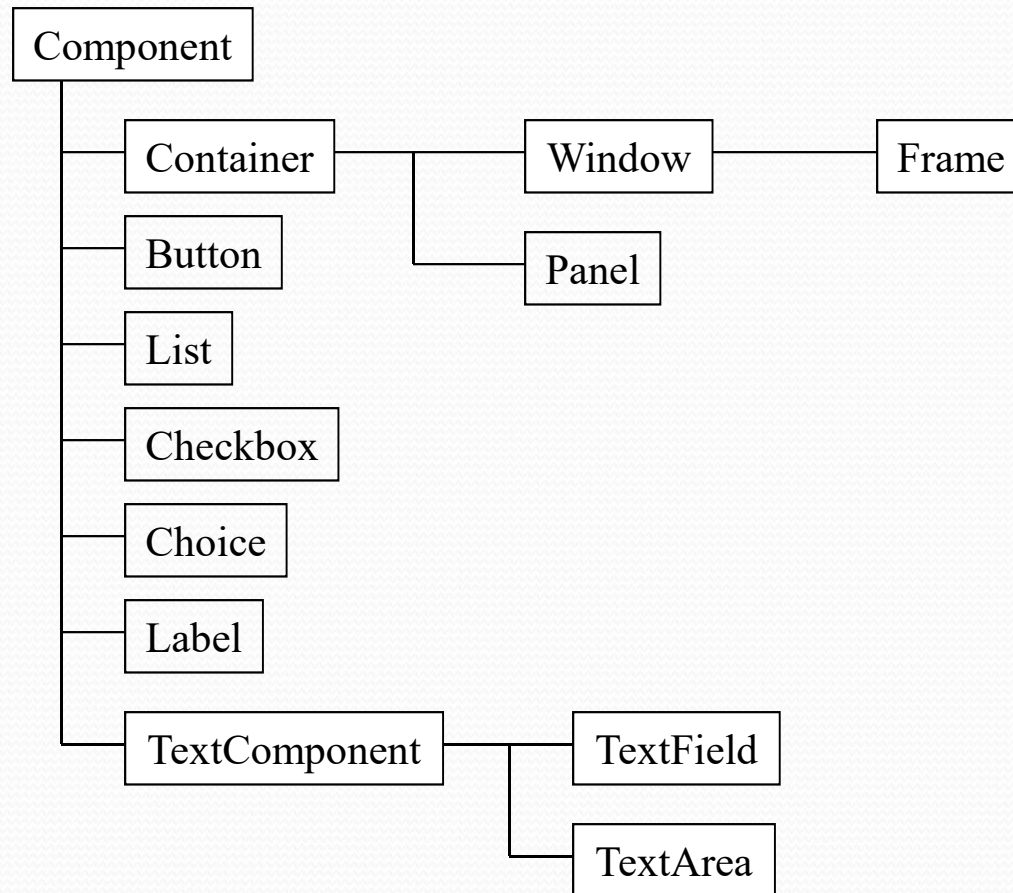 Component
Container
Window
Frame
Button
Panel
List
Checkbox
Choice
Label
TextComponent
TextField
TextArea